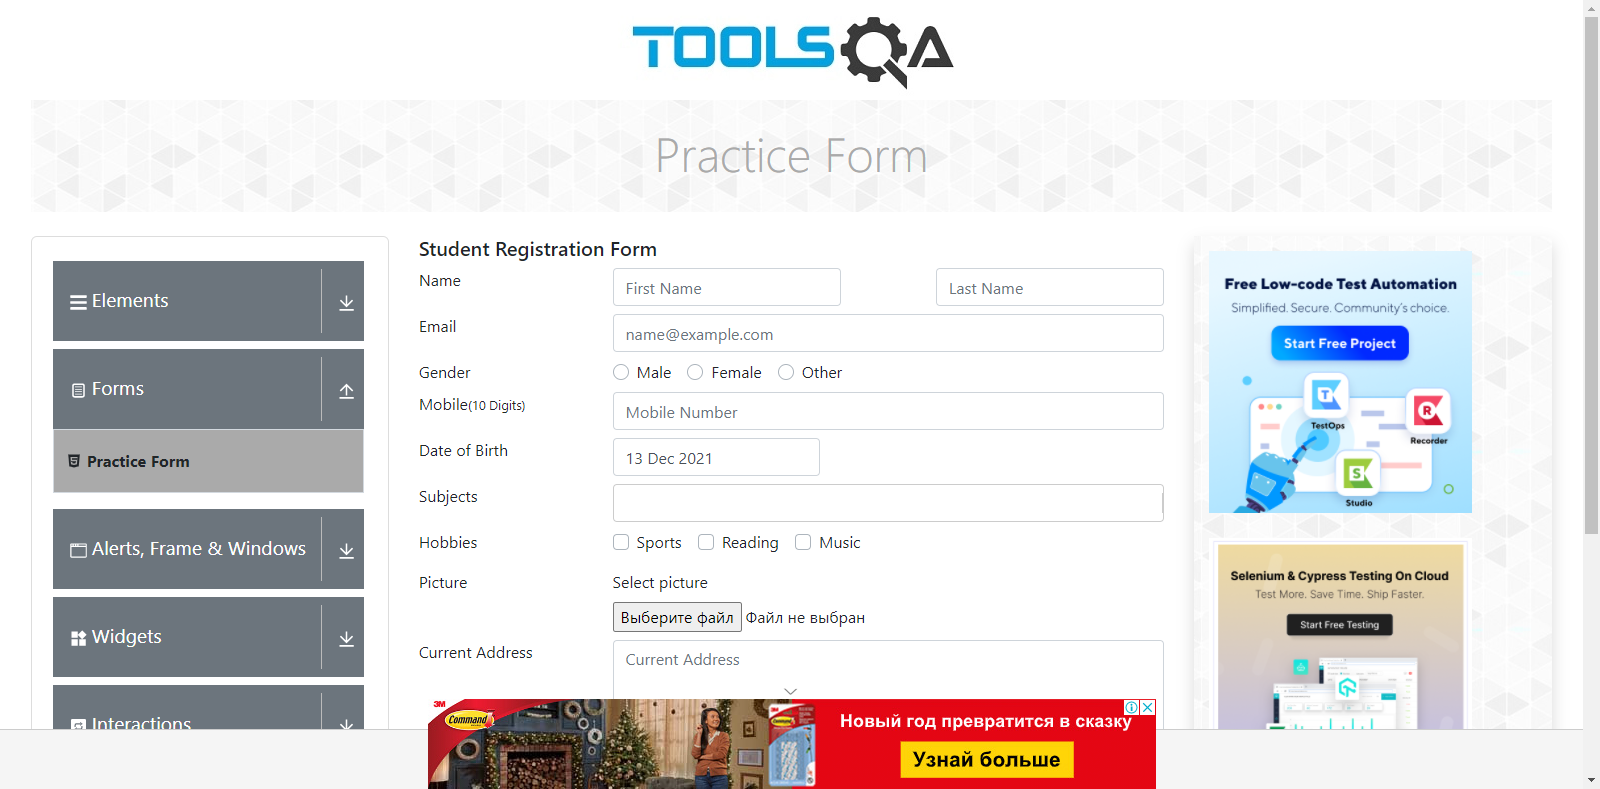 TOOLSQA
Practice Form
Elements
Forms
Practice Form
Alerts, Frame & Windows
Widgets
Interactions
Student Registration Form
Name
First Name
Last Name
Email
name@example.com
Gender
Male
Female
Other
Mobile(10 Digits)
Mobile Number
Date of Birth
13 Dec 2021
Subjects
Hobbies
Sports
Reading
Music
Picture
Select picture
Выберите файл Файл не выбран
Current Address
Current Address
Free Low-code Test Automation
Simplified. Secure. Community's choice.
Start Free Project
TestOps
Recorder
Studio
Selenium & Cypress Testing On Cloud
Test More. Save Time. Ship Faster.
Start Free Testing
3M
Command
Новый год превратится в сказку
Узнай больше